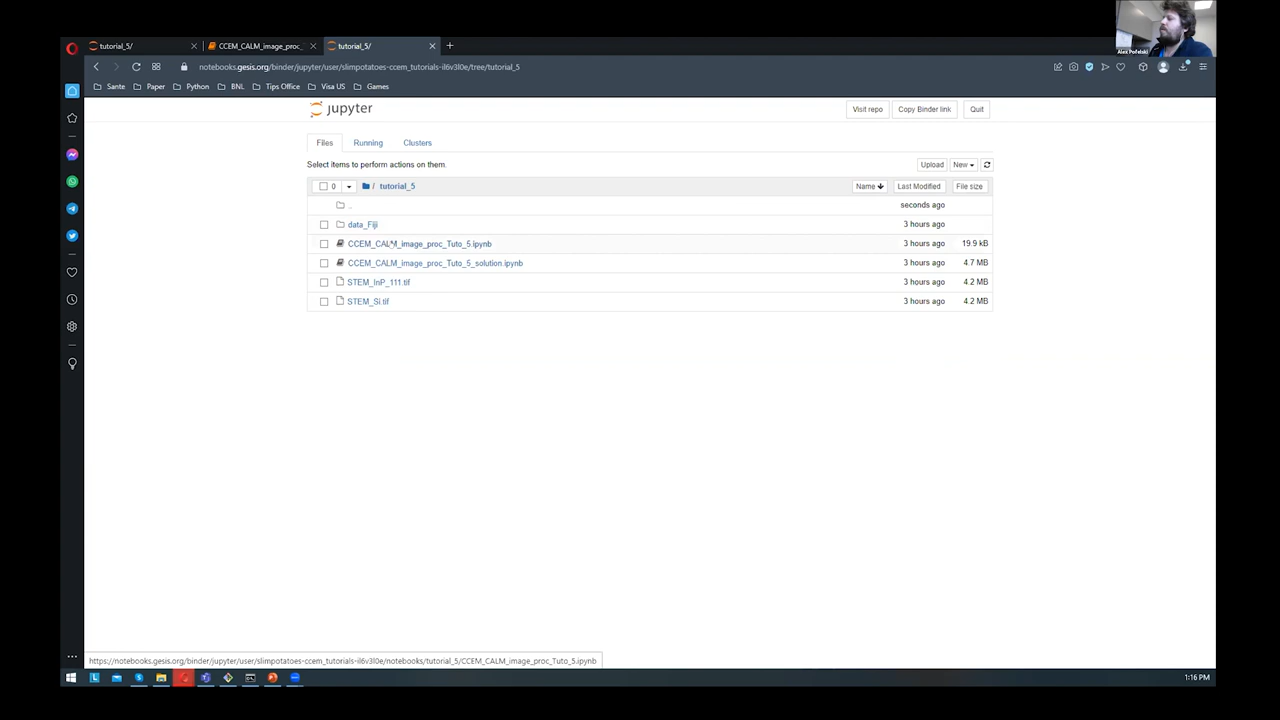 tutorial_5/
CCEM_CALM_image_proc_
tutorial_5/
Alex Pofelski
notebooks.gesis.org/binder/jupyter/user/slimpotatoes-ccem_tutorials-il6v3l0e/tree/tutorial_5
Sante
Paper
Python
BNL
Tips Office
Visa US
Games
jupyter
Visit repo
Copy Binder link
Quit
Files
Running
Clusters
Select items to perform actions on them.
Upload
New
0
/ tutorial_5
Name
Last Modified
File size
..
seconds ago
data_Fiji
3 hours ago
CCEM_CALM_image_proc_Tuto_5.ipynb
3 hours ago
19.9 kB
CCEM_CALM_image_proc_Tuto_5_solution.ipynb
3 hours ago
4.7 MB
STEM_InP_111.tif
3 hours ago
4.2 MB
STEM_Si.tif
3 hours ago
4.2 MB
https://notebooks.gesis.org/binder/jupyter/user/slimpotatoes-ccem_tutorials-il6v3l0e/notebooks/tutorial_5/CCEM_CALM_image_proc_Tuto_5.ipynb
1:16 PM